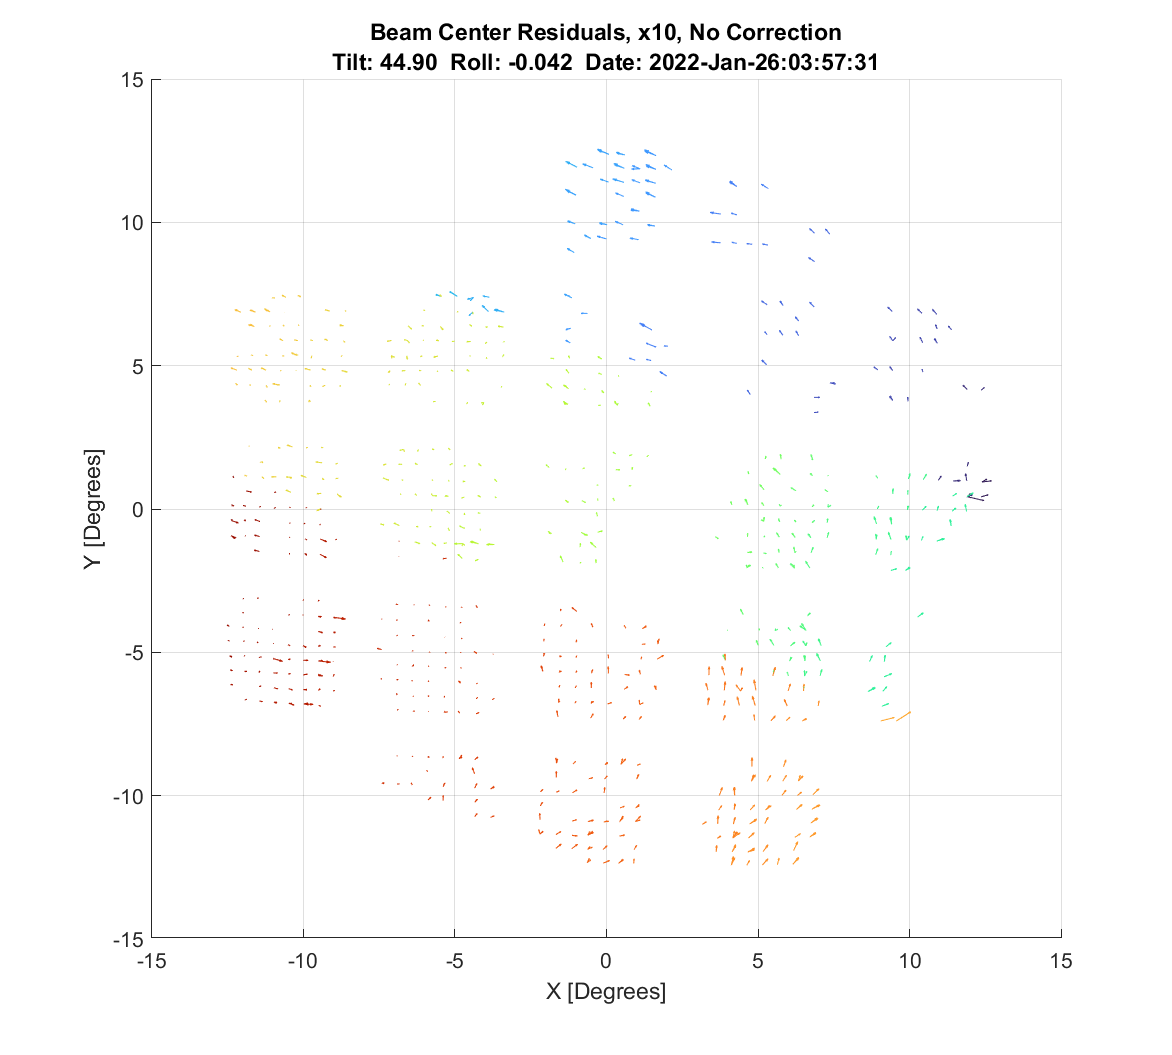 Beam Center Residuals, x10, No Correction
Tilt: 44.90  Roll: -0.042  Date: 2022-Jan-26:03:57:31
15
10
5
0
-5
-10
-15
Y [Degrees]
-15 -10 -5 0 5 10 15
X [Degrees]